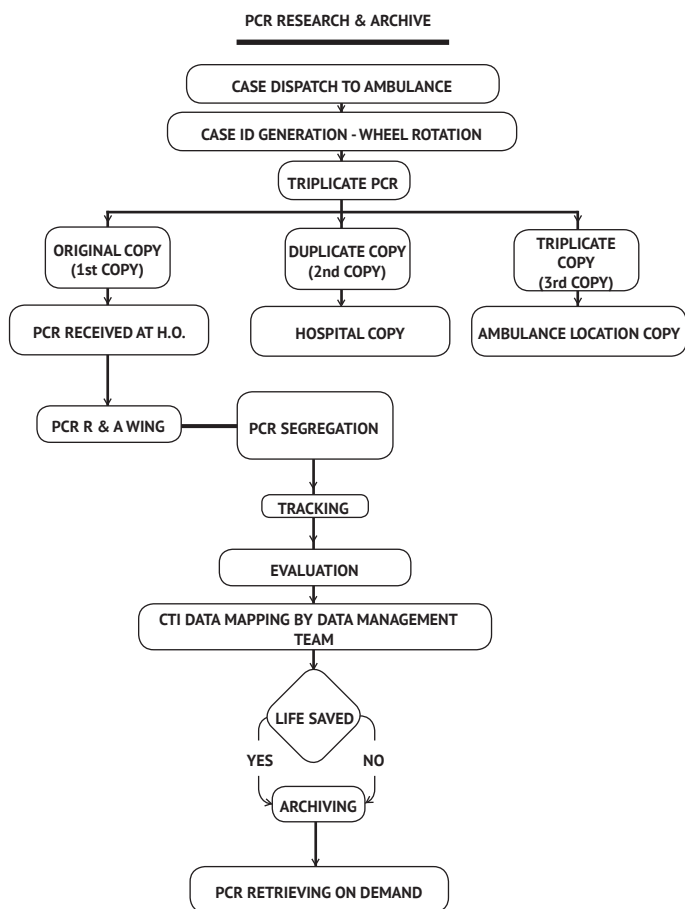 PCR RESEARCH & ARCHIVE
CASE DISPATCH TO AMBULANCE
CASE ID GENERATION - WHEEL ROTATION
TRIPLICATE PCR
ORIGINAL COPY
(1st COPY)
DUPLICATE COPY
(2nd COPY)
TRIPLICATE
COPY
(3rd COPY)
PCR RECEIVED AT H.O.
HOSPITAL COPY
AMBULANCE LOCATION COPY
PCR R & A WING
PCR SEGREGATION
TRACKING
EVALUATION
CTI DATA MAPPING BY DATA MANAGEMENT
TEAM
LIFE SAVED
YES
NO
ARCHIVING
PCR RETRIEVING ON DEMAND